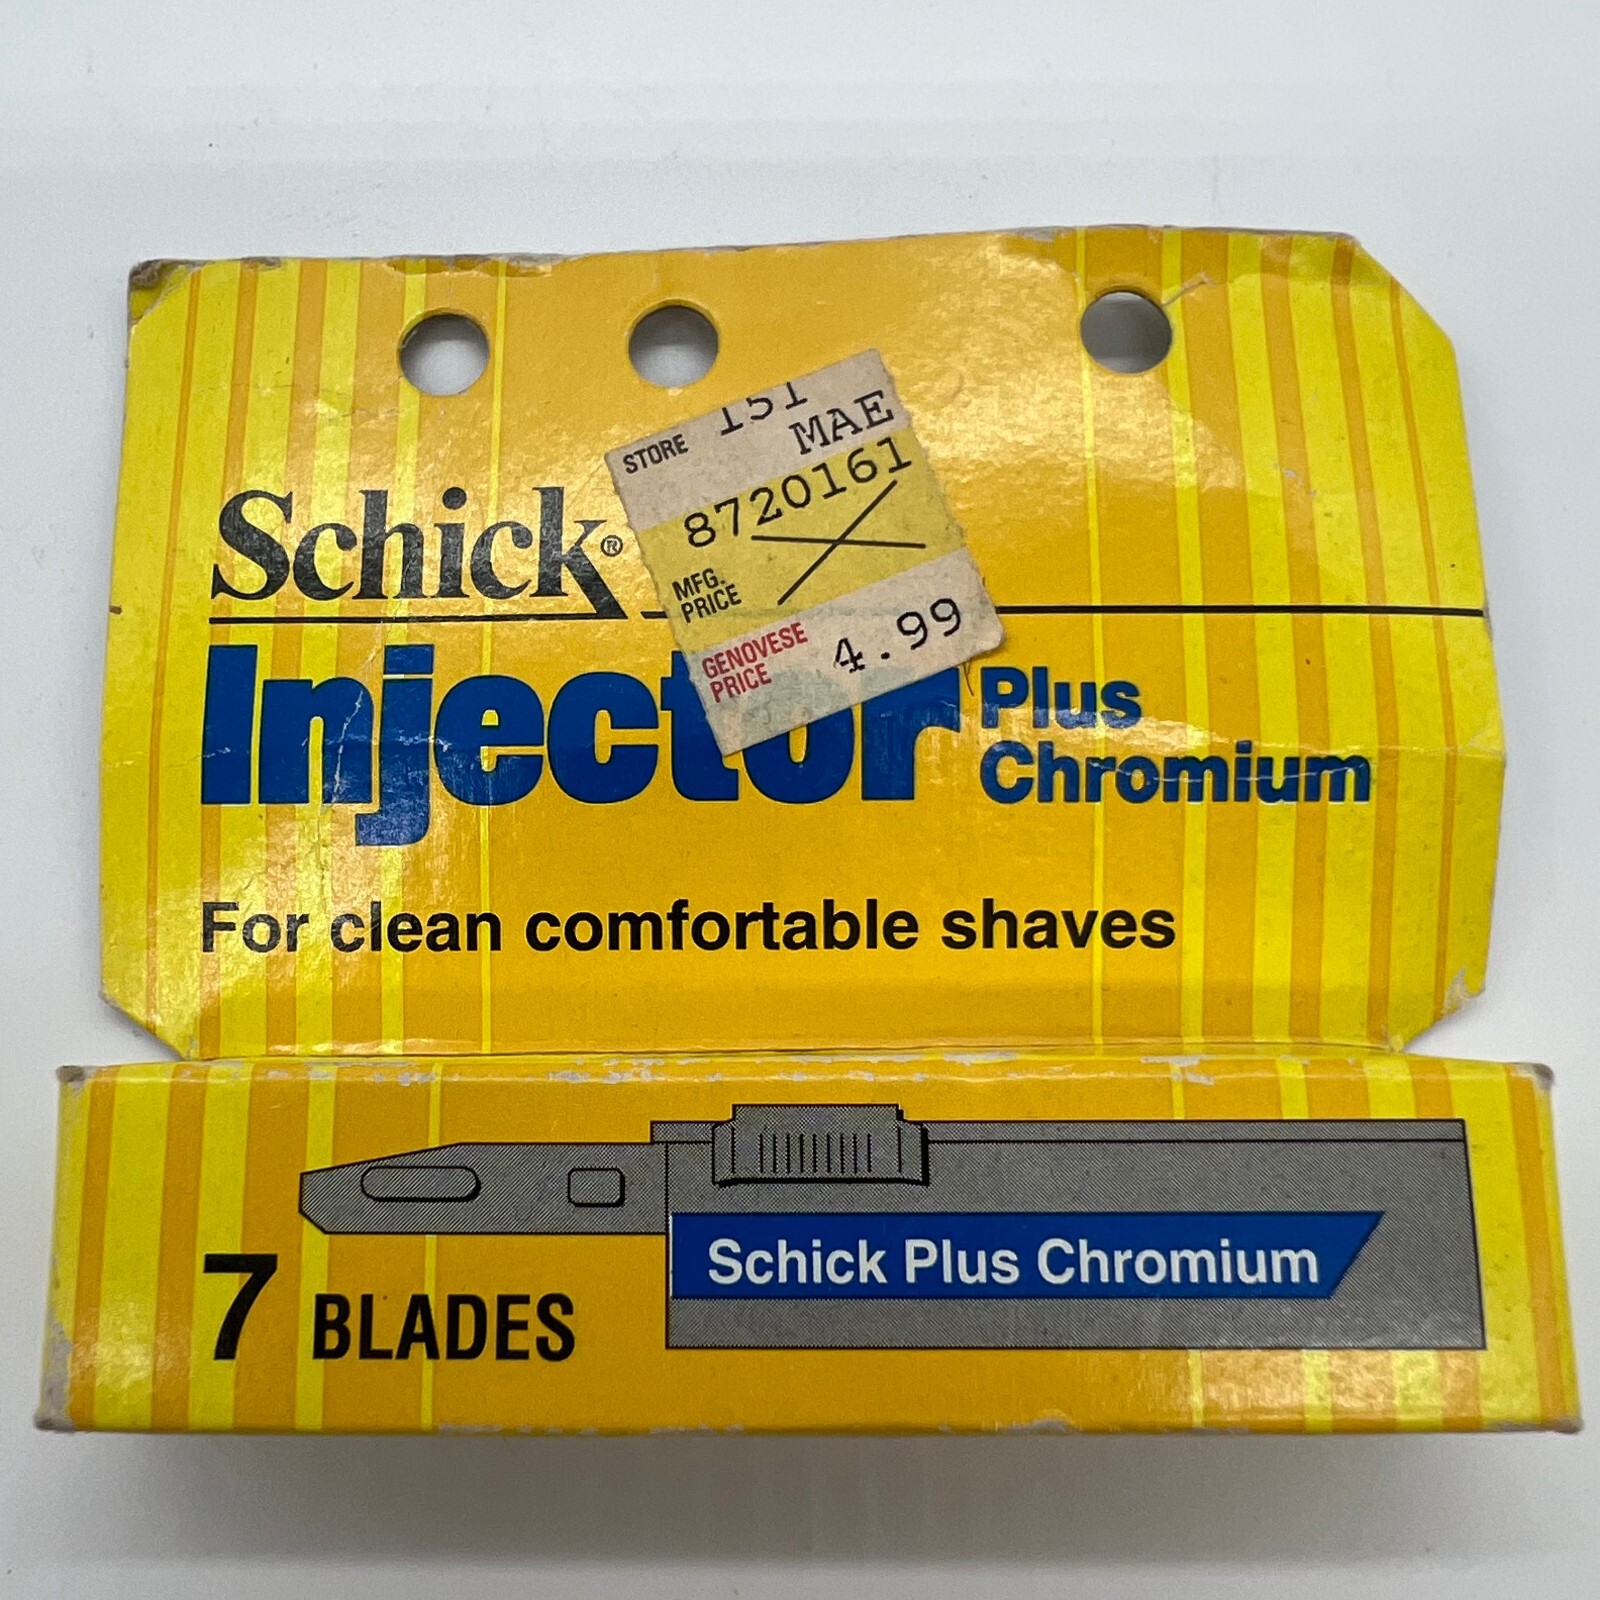 STORE 151
MAE
8720161
MFG.
PRICE
GENOVESE
PRICE 4.99
Schick®
Injector Plus
Chromium
For clean comfortable shaves
Schick Plus Chromium
7 BLADES